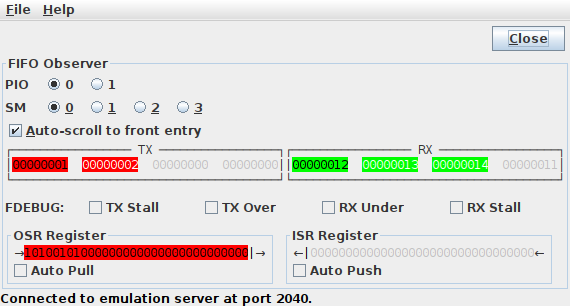 File Help
Close
FIFO Observer
PIO 0 1
SM 0 1 2 3
Auto-scroll to front entry
TX RX
00000001 00000002 00000000 00000000 00000012 00000013 00000014 00000011
FDEBUG: TX Stall TX Over RX Under RX Stall
OSR Register ISR Register
→10100101000000000000000000000000|→ ←|00000000000000000000000000000000←
Auto Pull Auto Push
Connected to emulation server at port 2040.